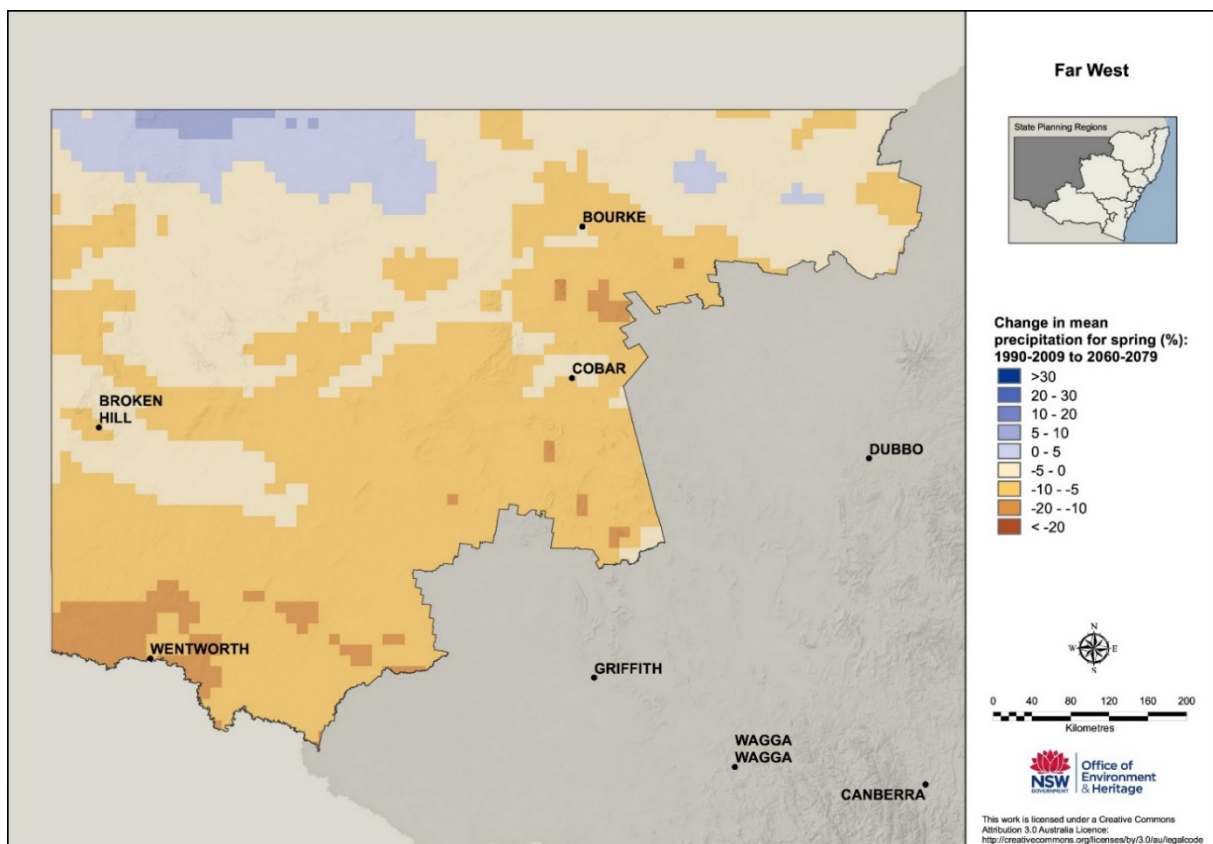 Far West
State Planning Regions
BOURKE
COBAR
BROKEN
HILL
DUBBO
WENTWORTH
GRIFFITH
WAGGA
WAGGA
CANBERRA
Change in mean
precipitation for spring (%):
1990-2009 to 2060-2079
>30
20 - 30
10 - 20
5 - 10
0 - 5
-5 - 0
-10 - -5
-20 - -10
< -20
N
W E
S
0 40 80 120 160 200
Kilometres
NSW
GOVERNMENT
Office of
Environment
& Heritage
This work is licensed under a Creative Commons
Attribution 3.0 Australia Licence:
http://creativecommons.org/licenses/by/3.0/au/legalcode